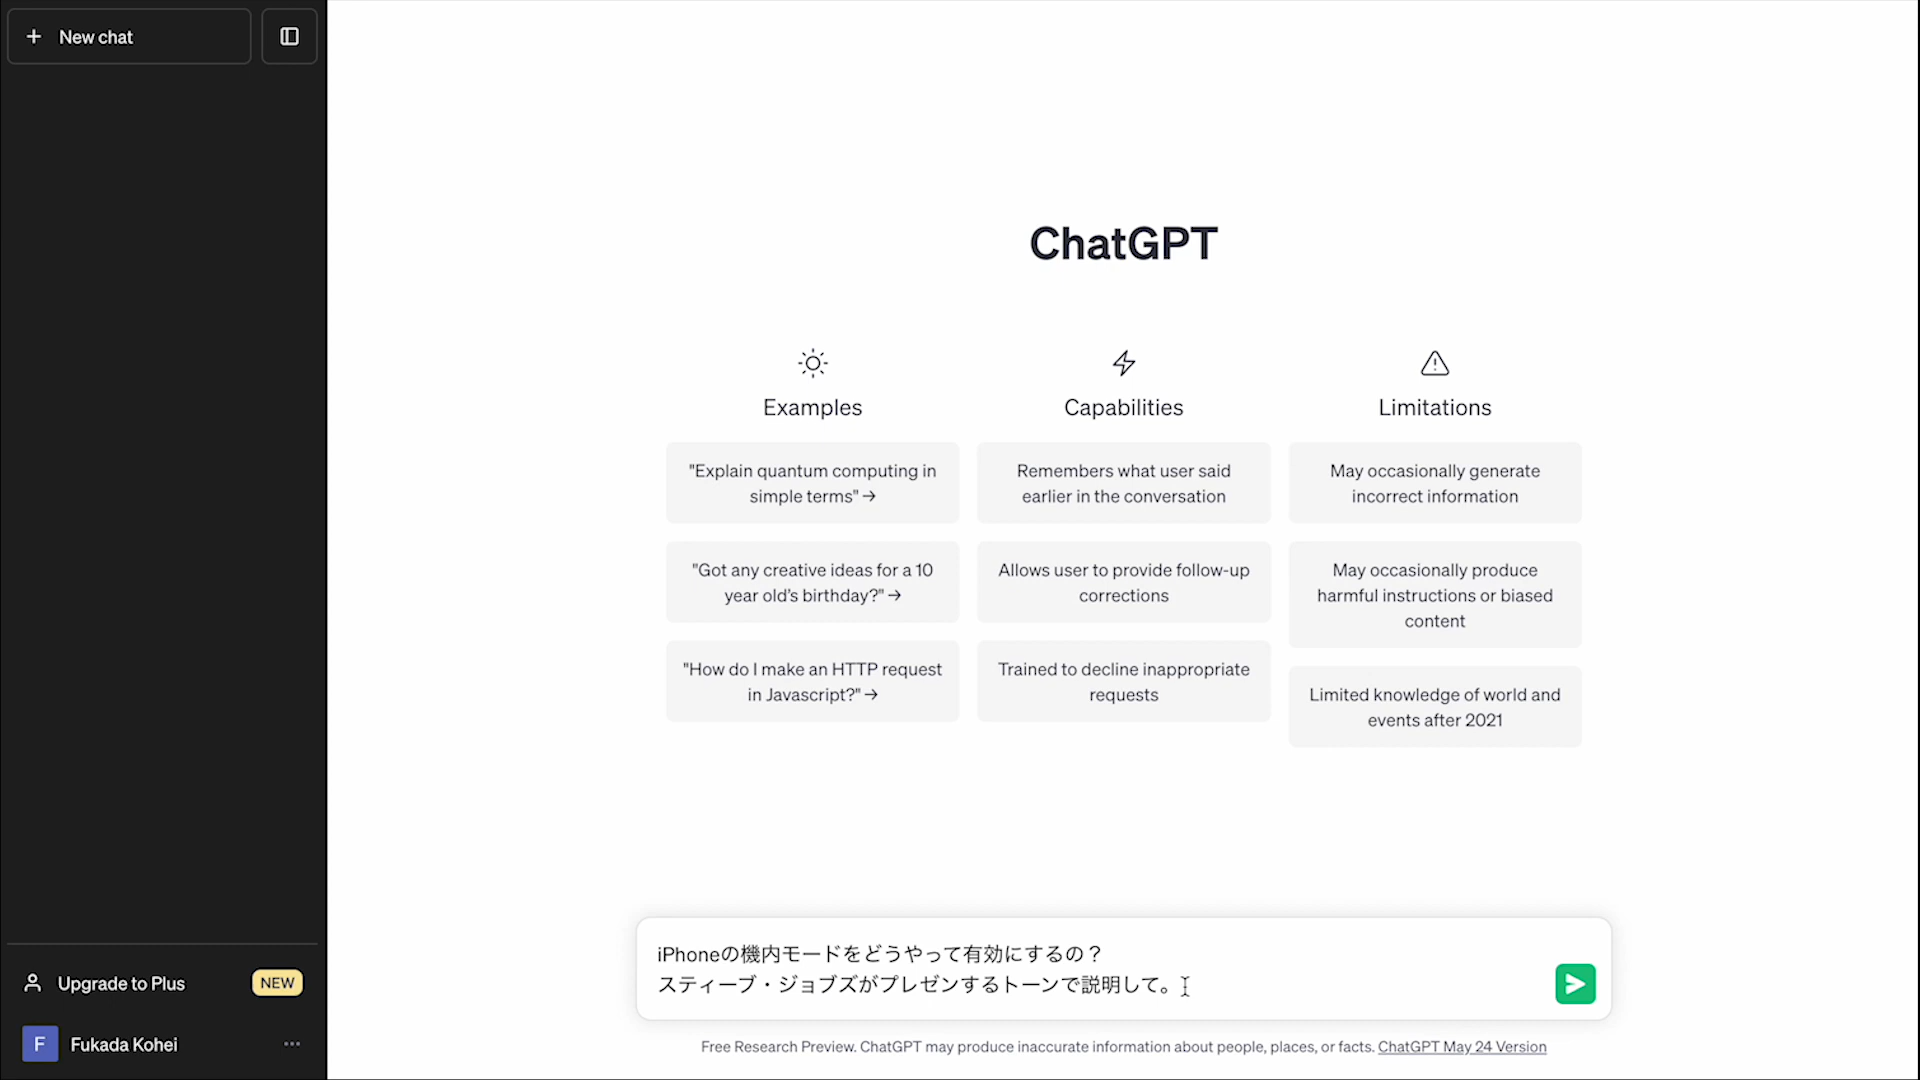 New chat
ChatGPT
Examples
"Explain quantum computing in
simple terms" →
"Got any creative ideas for a 10
year old's birthday?" →
"How do I make an HTTP request
in Javascript?" →
Capabilities
Remembers what user said
earlier in the conversation
Allows user to provide follow-up
corrections
Trained to decline inappropriate
requests
Limitations
May occasionally generate
incorrect information
May occasionally produce
harmful instructions or biased
content
Limited knowledge of world and
events after 2021
iPhoneの機内モードをどうやって有効にするの？
スティーブ・ジョブズがプレゼンするトーンで説明して。
Free Research Preview. ChatGPT may produce inaccurate information about people, places, or facts. ChatGPT May 24 Version
Upgrade to Plus NEW
F Fukada Kohei